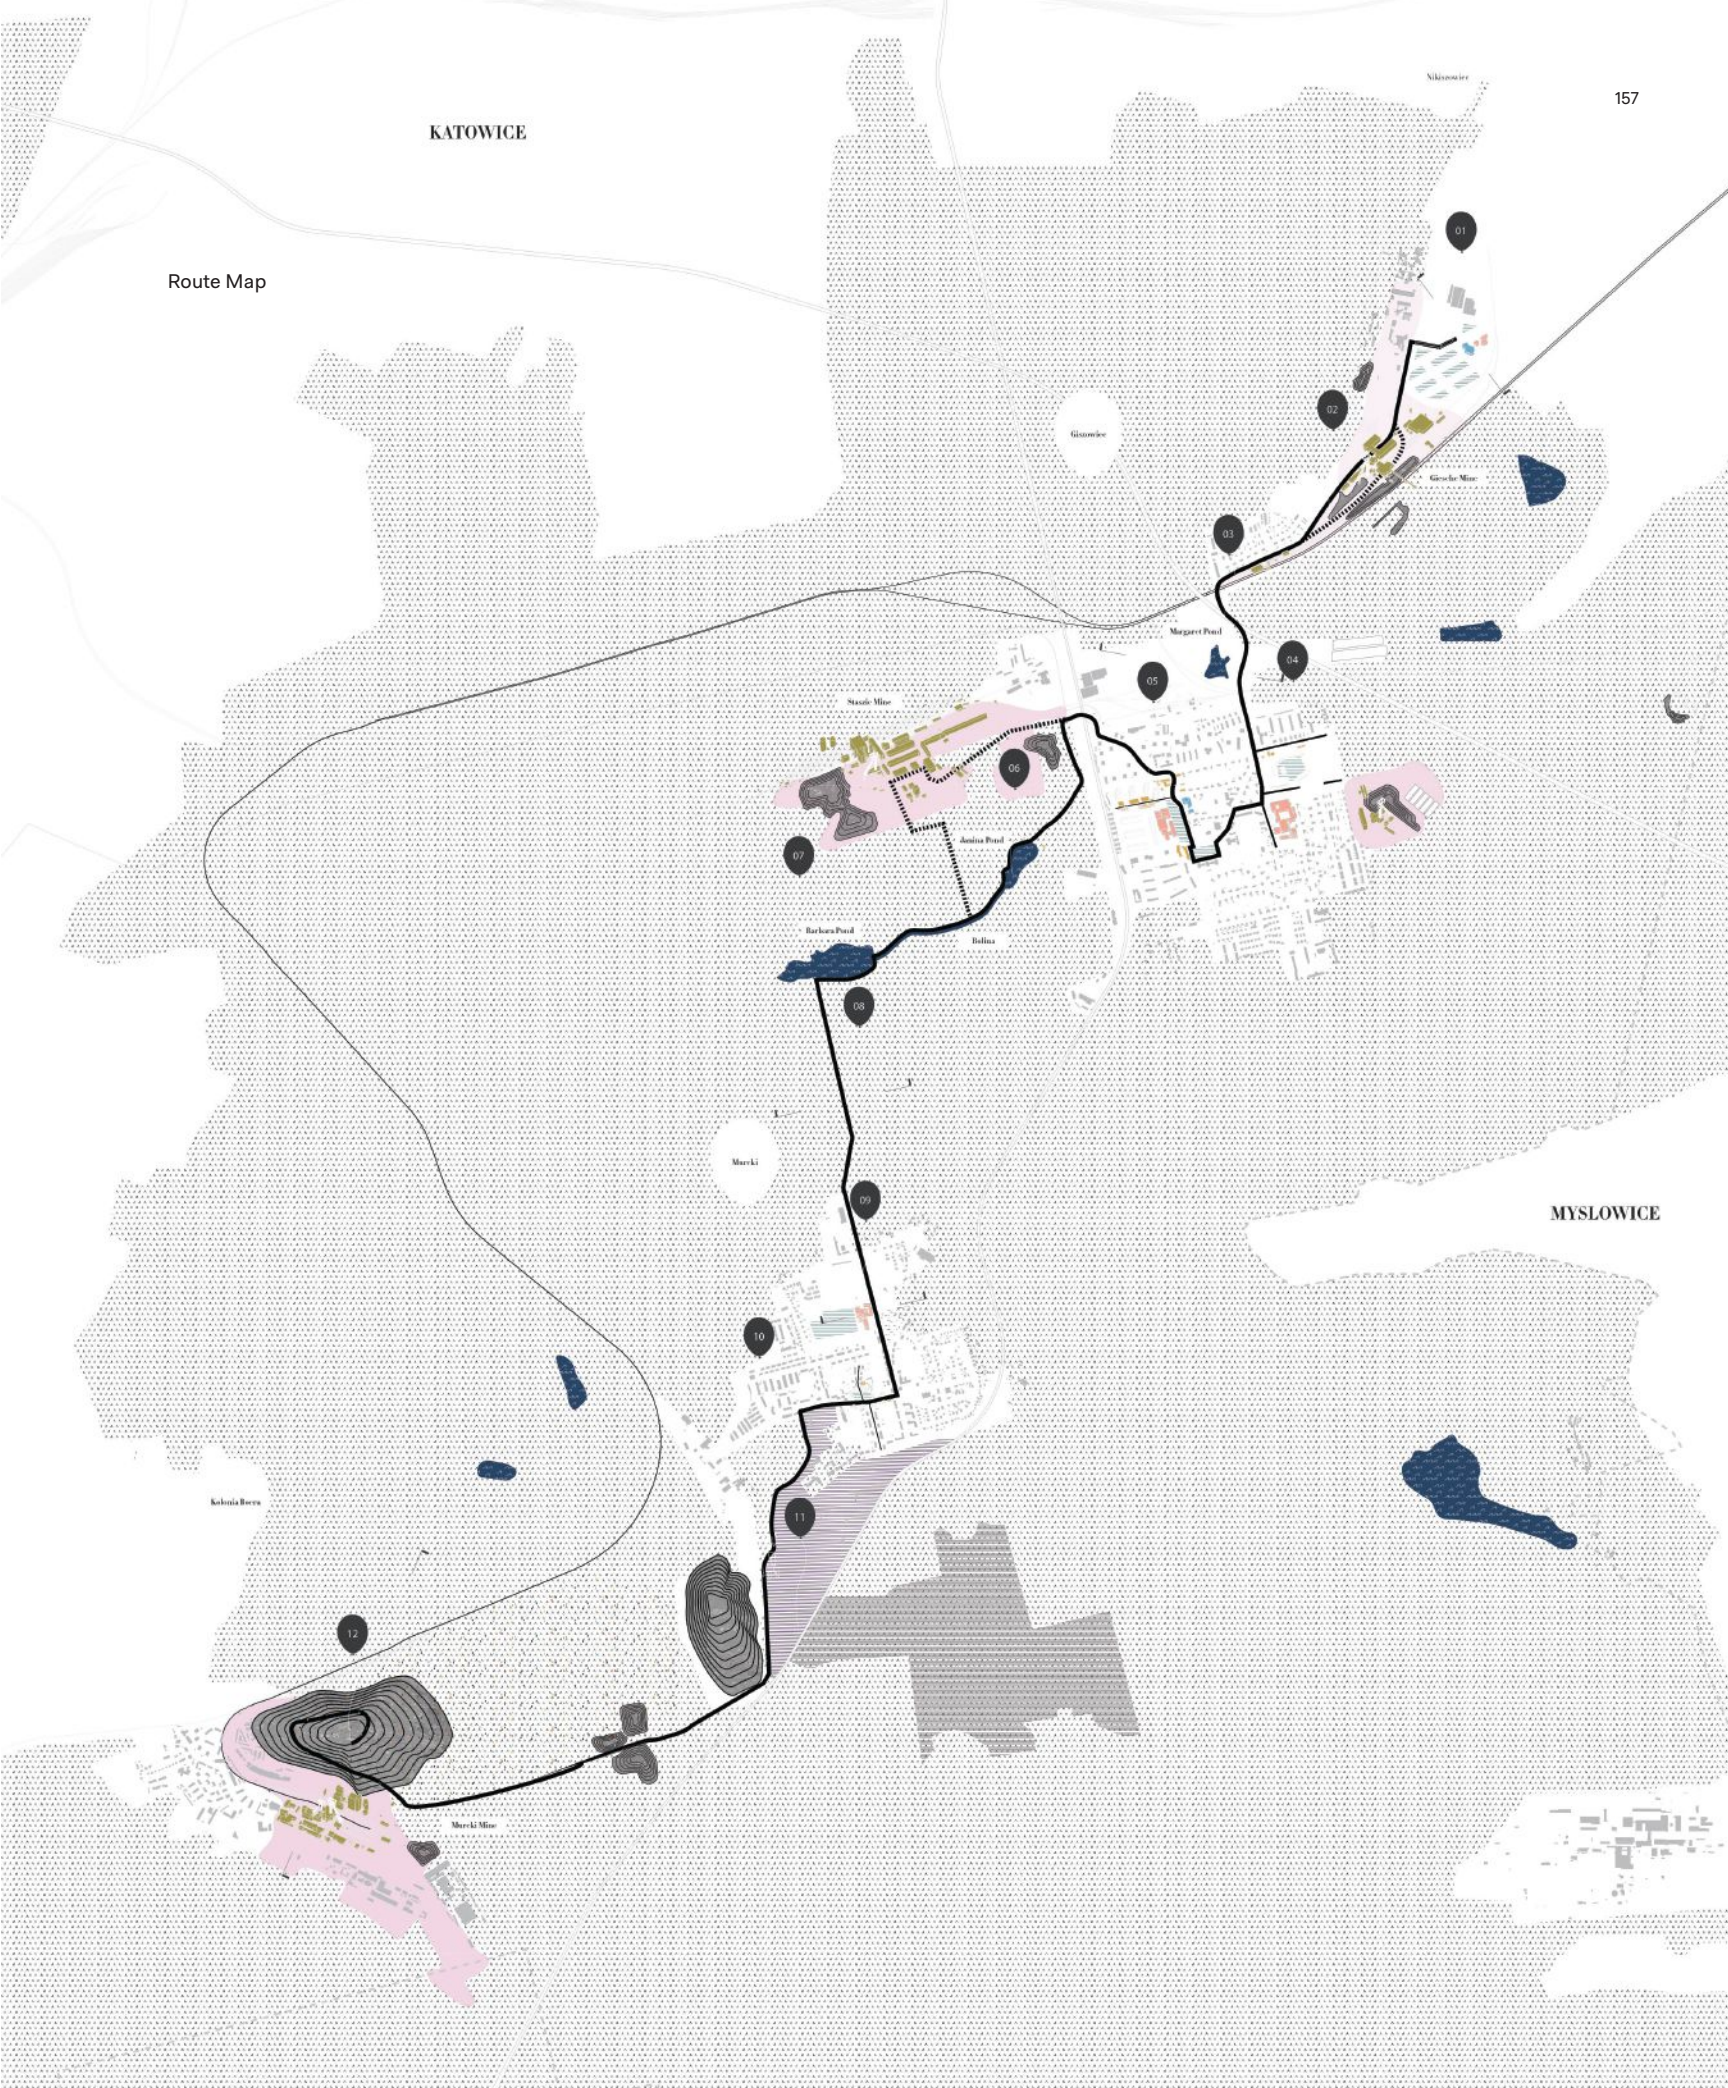 Nikiszowiec
157
KATOWICE
01
Route Map
02
Giszowiec
Giesche Mine
03
Margaret Pond
04
05
Staszic Mine
06
Janina Pond
07
Barbara Pond
Bolina
08
Murcki
09
MYSLOWICE
10
Kolonia Boera
11
12
Murcki Mine